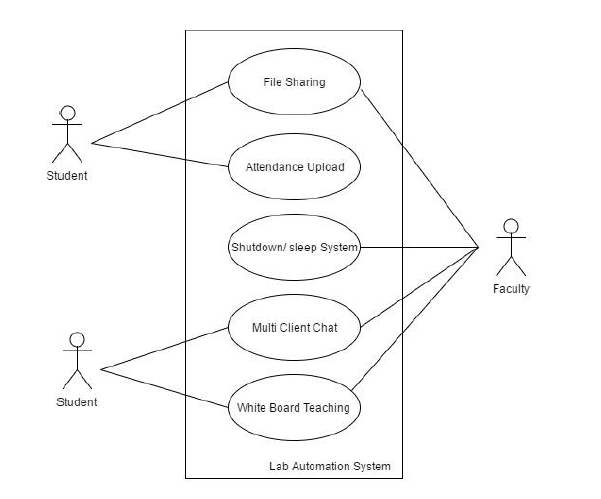 File Sharing
Student
Attendance Upload
Shutdown/ sleep System
Faculty
Multi Client Chat
Student
White Board Teaching
Lab Automation System